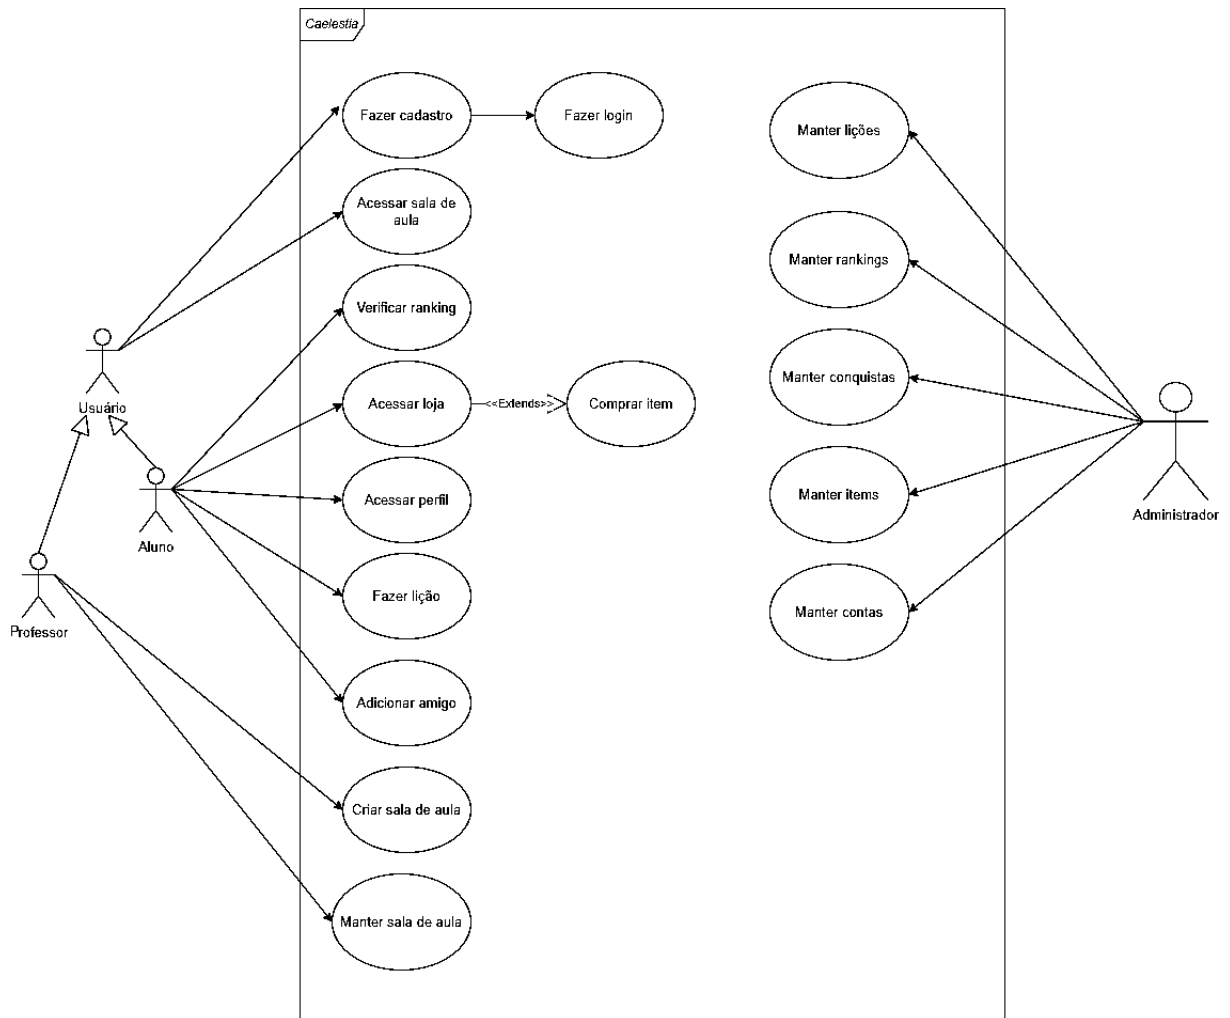 Caelestia
Fazer cadastro
Fazer login
Manter lições
Acessar sala de
aula
Manter rankings
Verificar ranking
Usuário
Acessar loja
<<Extends>>
Comprar item
Manter conquistas
Aluno
Acessar perfil
Manter items
Administrador
Professor
Fazer lição
Manter contas
Adicionar amigo
Criar sala de aula
Manter sala de aula